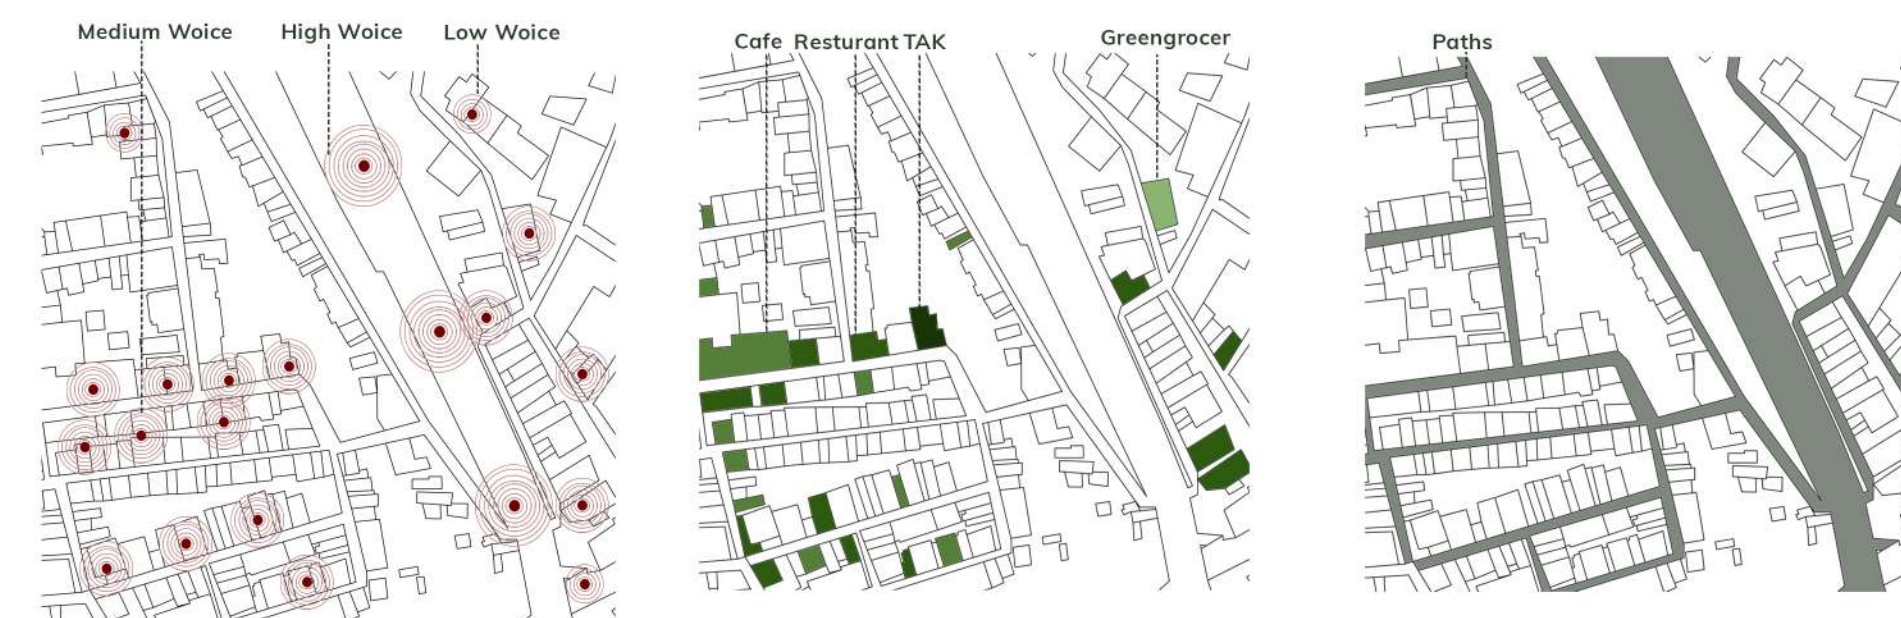 Medium Woice
High Woice
Low Woice
Cafe
Resturant
TAK
Greengrocer
Paths